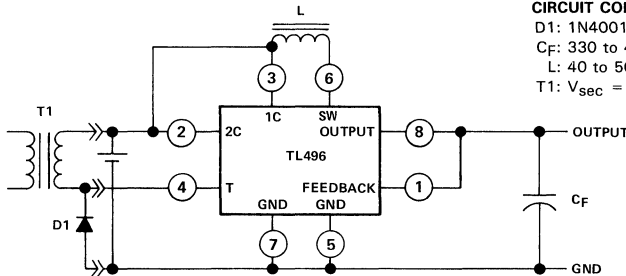 CIRCUIT CO
D1: 1N4001
CF: 330 to
L: 40 to 5
T1: Vsec =
L
3
6
T1
1C
SW
2
2C
OUTPUT
8
OUTPUT
TL496
4
T
FEEDBACK
1
CF
GND
GND
D1
7
5
GND